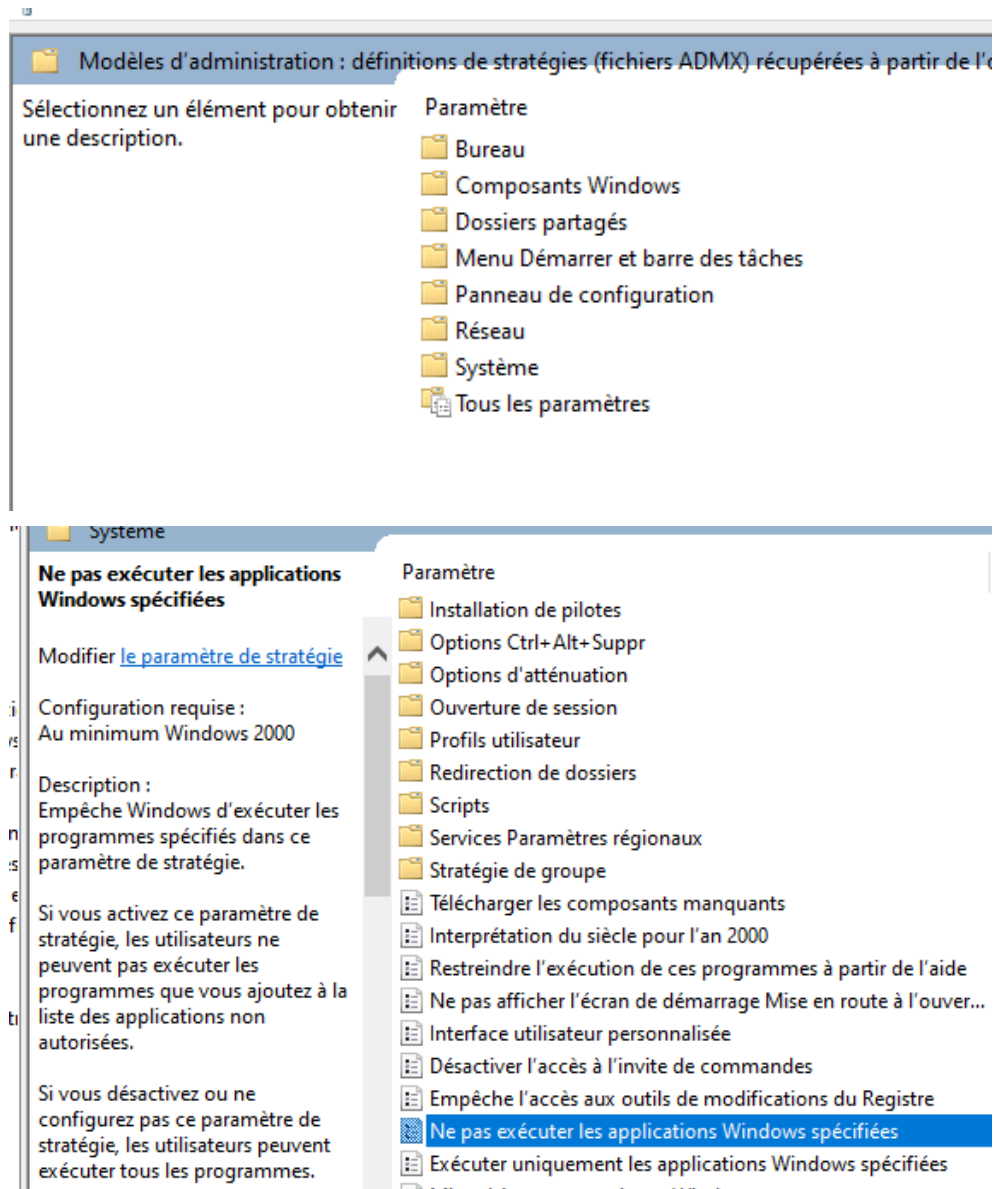 Modèles d'administration : définitions de stratégies (fichiers ADMX) récupérées à partir de l'o
Sélectionnez un élément pour obtenir
une description.
Paramètre
Bureau
Composants Windows
Dossiers partagés
Menu Démarrer et barre des tâches
Panneau de configuration
Réseau
Système
Tous les paramètres
Système
Ne pas exécuter les applications
Windows spécifiées
Modifier le paramètre de stratégie
Configuration requise :
Au minimum Windows 2000
Description :
Empêche Windows d'exécuter les
programmes spécifiés dans ce
paramètre de stratégie.
Si vous activez ce paramètre de
stratégie, les utilisateurs ne
peuvent pas exécuter les
programmes que vous ajoutez à la
liste des applications non
autorisées.
Si vous désactivez ou ne
configurez pas ce paramètre de
stratégie, les utilisateurs peuvent
exécuter tous les programmes.
Paramètre
Installation de pilotes
Options Ctrl+Alt+Suppr
Options d'atténuation
Ouverture de session
Profils utilisateur
Redirection de dossiers
Scripts
Services Paramètres régionaux
Stratégie de groupe
Télécharger les composants manquants
Interprétation du siècle pour l'an 2000
Restreindre l'exécution de ces programmes à partir de l'aide
Ne pas afficher l'écran de démarrage Mise en route à l'ouver...
Interface utilisateur personnalisée
Désactiver l'accès à l'invite de commandes
Empêche l'accès aux outils de modifications du Registre
Ne pas exécuter les applications Windows spécifiées
Exécuter uniquement les applications Windows spécifiées